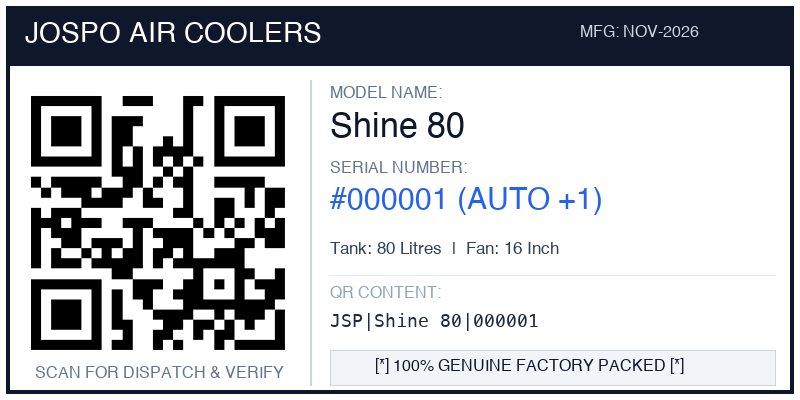 JOSPO AIR COOLERS
MFG: NOV-2026
MODEL NAME:
Shine 80
SERIAL NUMBER:
#000001 (AUTO +1)
Tank: 80 Litres | Fan: 16 Inch
QR CONTENT:
JSP|Shine 80|000001
[*] 100% GENUINE FACTORY PACKED [*]
SCAN FOR DISPATCH & VERIFY